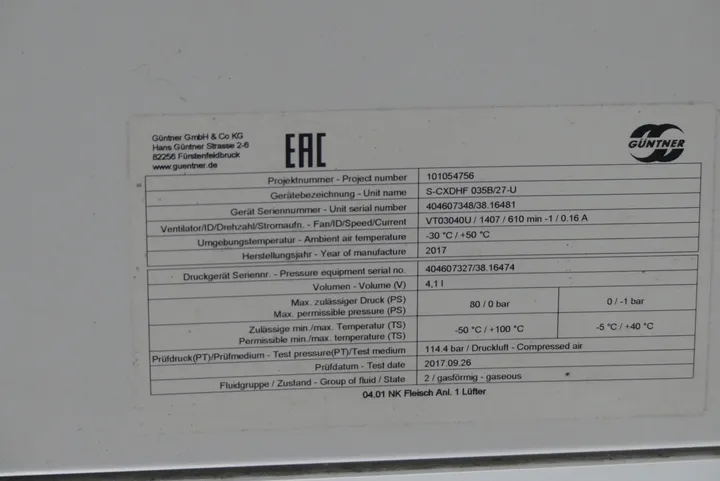 Güntner GmbH & Co KG
Hans Güntner Strasse 2-6
82256 Fürstenfeldbruck
www.guentner.de
EAC
GÜNTNER
Projektnummer - Project number 101054756
Gerätebezeichnung - Unit name S-CXDHF 035B/27-U
Gerät Seriennummer - Unit serial number 404607348/38.16481
Ventilator/ID/Drehzahl/Stromaufn. - Fan/ID/Speed/Current VT03040U / 1407 / 610 min -1 / 0.16 A
Umgebungstemperatur - Ambient air temperature -30 °C / +50 °C
Herstellungsjahr - Year of manufacture 2017
Druckgerät Seriennr. - Pressure equipment serial no. 404607327/38.16474
Volumen - Volume (V) 4,1 l
Max. zulässiger Druck (PS) 80 / 0 bar 0 / -1 bar
Max. permissible pressure (PS)
Zulässige min./max. Temperatur (TS) -50 °C / +100 °C -5 °C / +40 °C
Permissible min./max. temperature (TS)
Prüfdruck(PT)/Prüfmedium - Test pressure(PT)/Test medium 114.4 bar / Druckluft - Compressed air
Prüfdatum - Test date 2017.09.26
Fluidgruppe / Zustand - Group of fluid / State 2 / gasförmig - gaseous
04.01 NK Fleisch Anl. 1 Lüfter